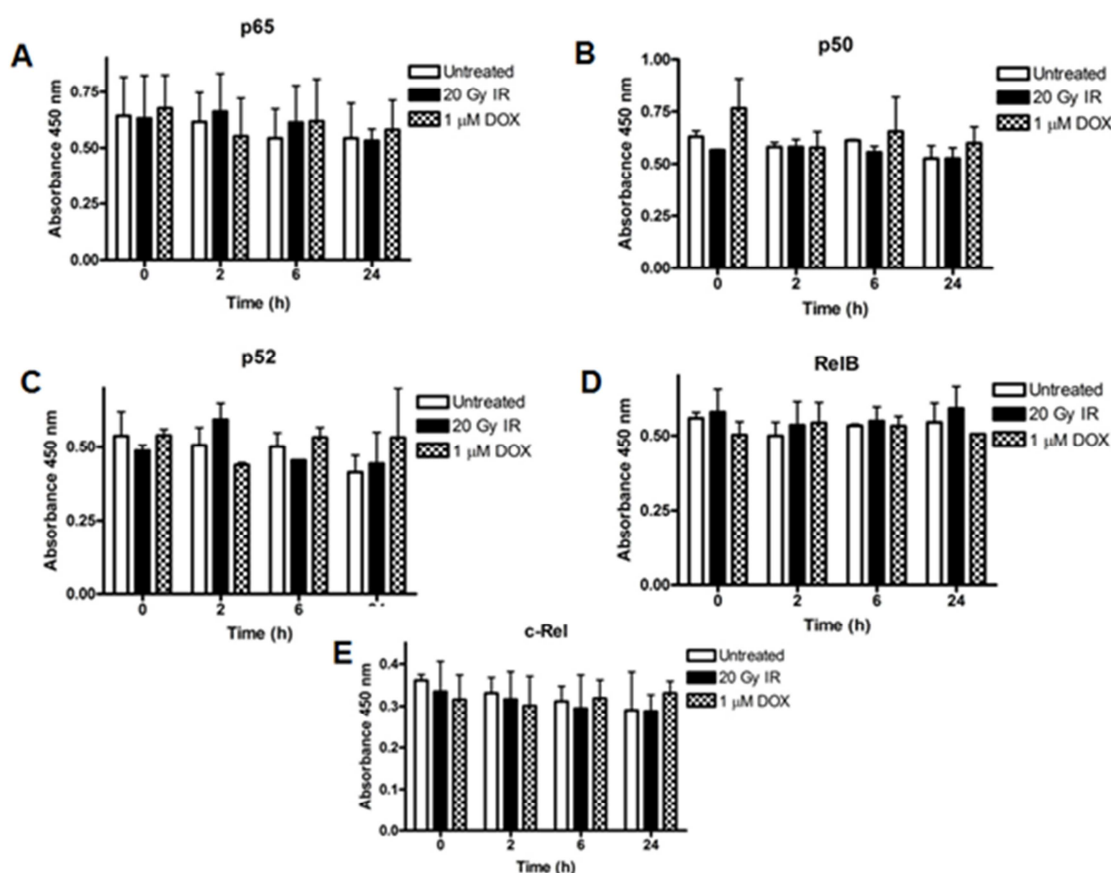 p65
A
Absorbance 450 nm
0.75
0.50
0.25
0.00
0 2 6 24
Time (h)
Untreated
20 Gy IR
1 μM DOX
p50
B
Absorbacnce 450 nm
1.00
0.75
0.50
0.25
0.00
0 2 6 24
Time (h)
Untreated
20 Gy IR
1 μM DOX
p52
C
Absorbance 450 nm
0.50
0.25
0.00
0 2 6
Time (h)
Untreated
20 Gy IR
1 μM DOX
RelB
D
Absorbance 450 nm
0.50
0.25
0.00
0 2 6 24
Time (h)
Untreated
20 Gy IR
1 μM DOX
c-Rel
E
Absorbance 450 nm
0.4
0.3
0.2
0.1
0.0
0 2 6 24
Time (h)
Untreated
20 Gy IR
1 μM DOX